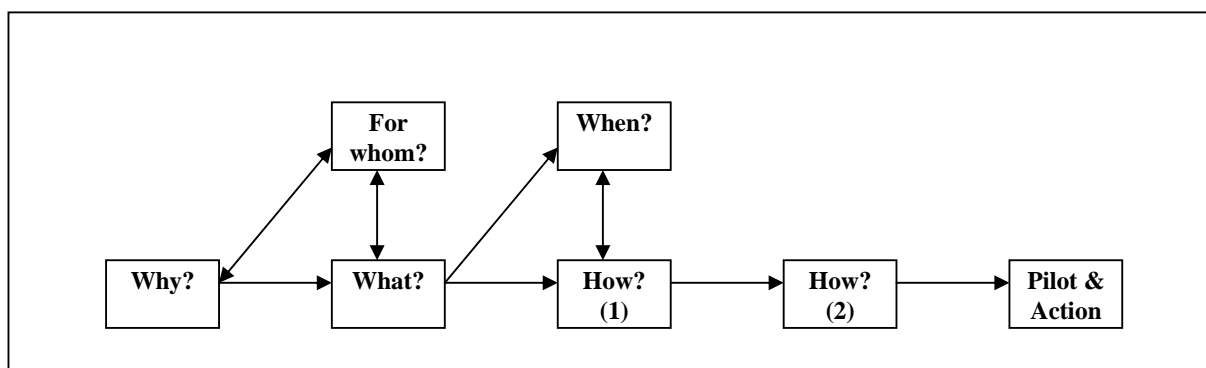 For
whom?
When?
Why?
What?
How?
(1)
How?
(2)
Pilot &
Action